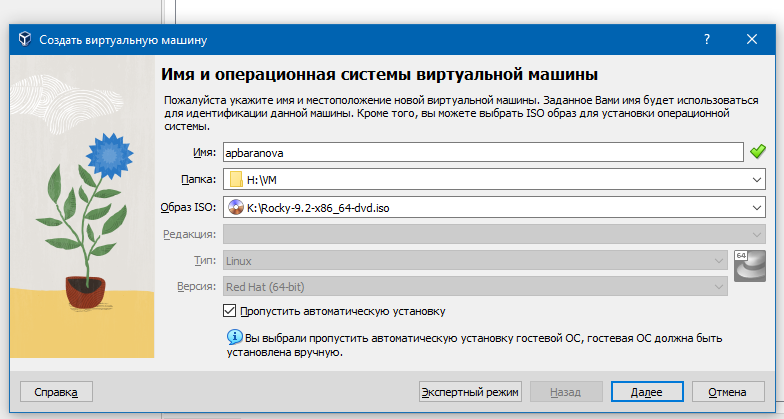 Создать виртуальную машину
Имя и операционная системы виртуальной машины
Пожалуйста укажите имя и местоположение новой виртуальной машины. Заданное Вами имя будет использоваться
для идентификации данной машины. Кроме того, вы можете выбрать ISO образ для установки операционной
системы.
Имя: apbaranova
Папка: H:\VM
Образ ISO: K:\Rocky-9.2-x86_64-dvd.iso
Редакция:
Тип: Linux
64
Версия: Red Hat (64-bit)
Пропустить автоматическую установку
Вы выбрали пропустить автоматическую установку гостевой ОС, гостевая ОС должна быть
установлена вручную.
Справка Экспертный режим Назад Далее Отмена